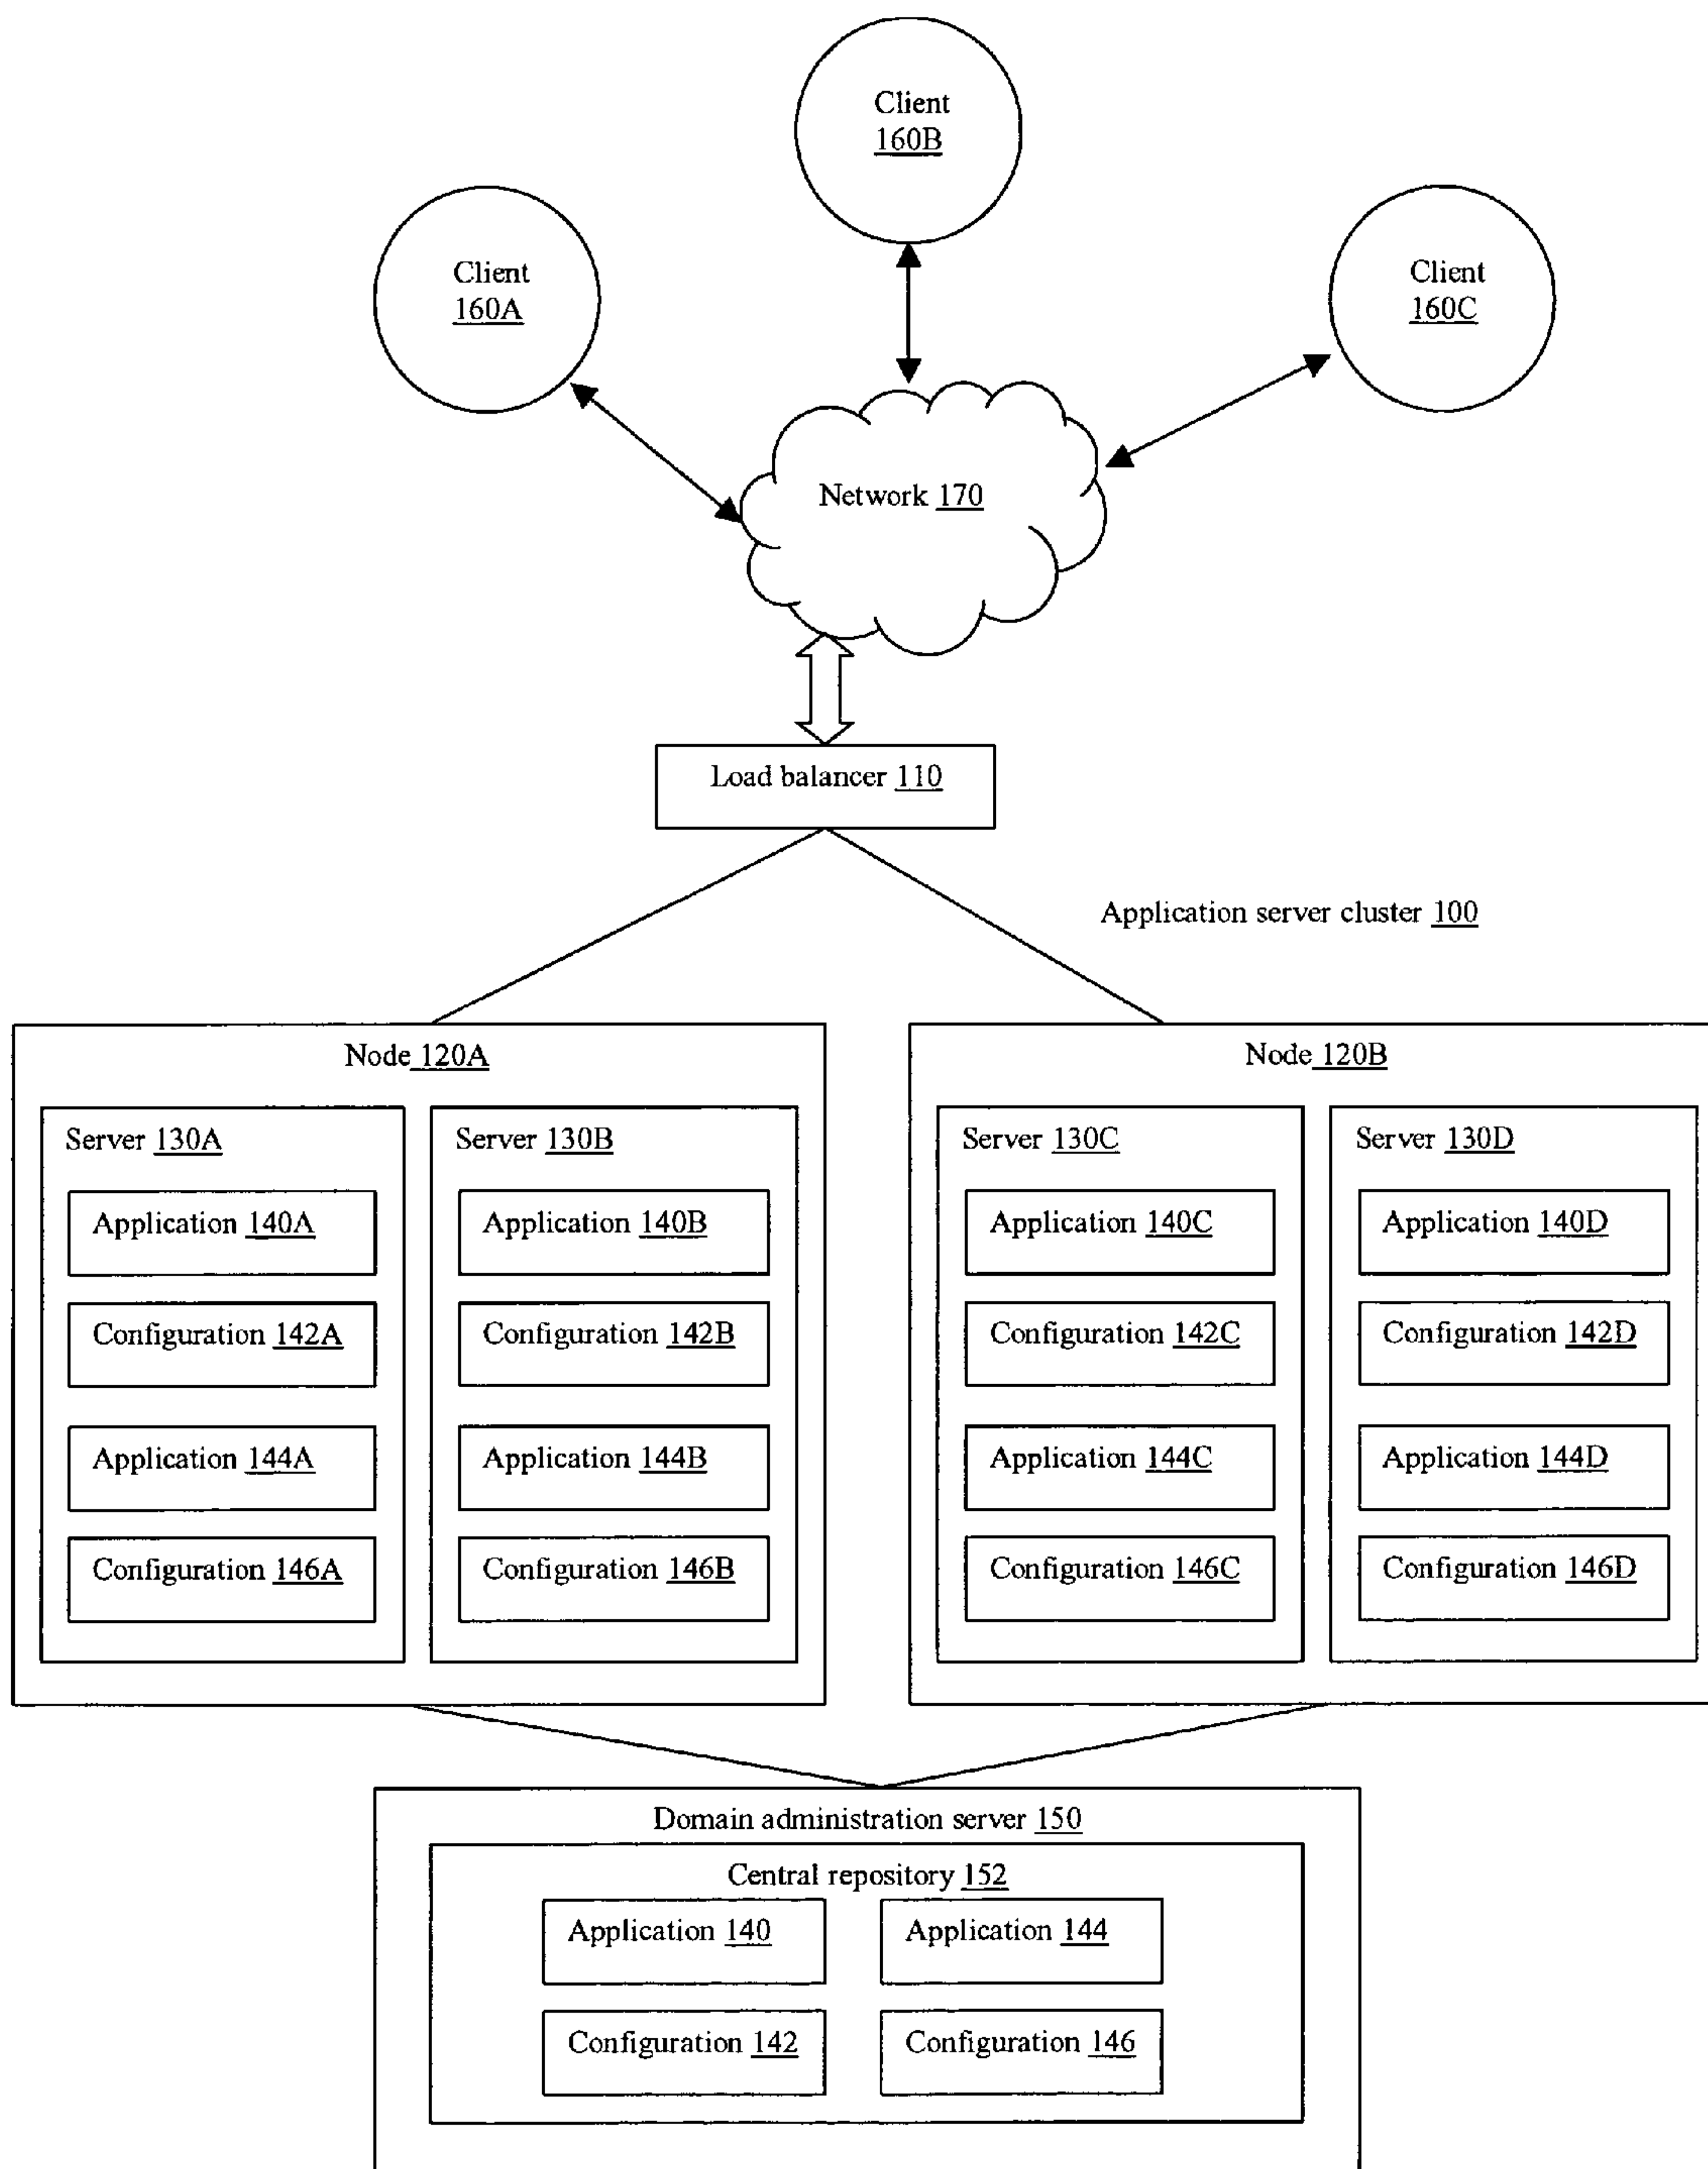 Client
160B
Client
160A
Client
160C
Network 170
Load balancer 110
Application server cluster 100
Node 120A
Server 130A
Application 140A
Configuration 142A
Application 144A
Configuration 146A
Server 130B
Application 140B
Configuration 142B
Application 144B
Configuration 146B
Node 120B
Server 130C
Application 140C
Configuration 142C
Application 144C
Configuration 146C
Server 130D
Application 140D
Configuration 142D
Application 144D
Configuration 146D
Domain administration server 150
Central repository 152
Application 140
Application 144
Configuration 142
Configuration 146